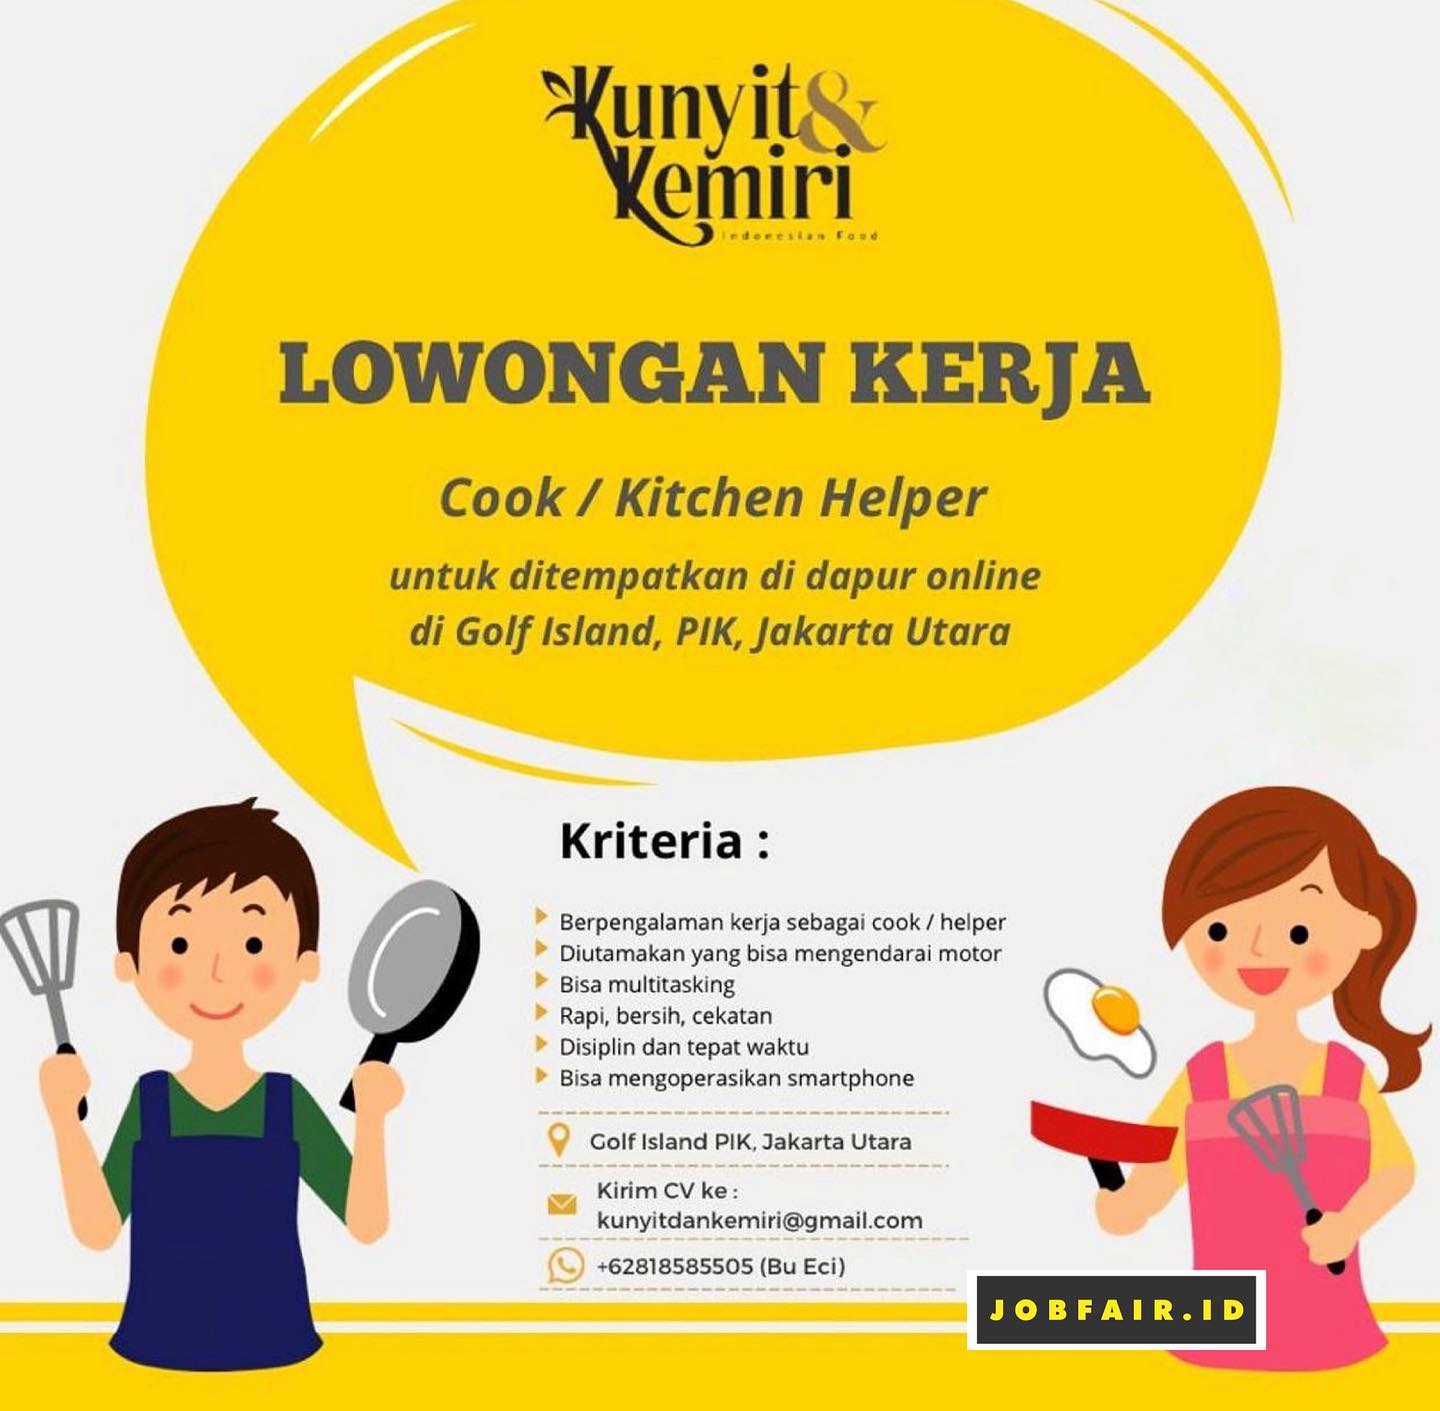 Kunyit&
Kemiri
Indonesian Food
LOWONGAN KERJA
Cook / Kitchen Helper
untuk ditempatkan di dapur online
di Golf Island, PIK, Jakarta Utara
Kriteria :
Berpengalaman kerja sebagai cook / helper
Diutamakan yang bisa mengendarai motor
Bisa multitasking
Rapi, bersih, cekatan
Disiplin dan tepat waktu
Bisa mengoperasikan smartphone
Golf Island PIK, Jakarta Utara
Kirim CV ke :
kunyitdankemiri@gmail.com
+62818585505 (Bu Eci)
JOBFAIR.ID